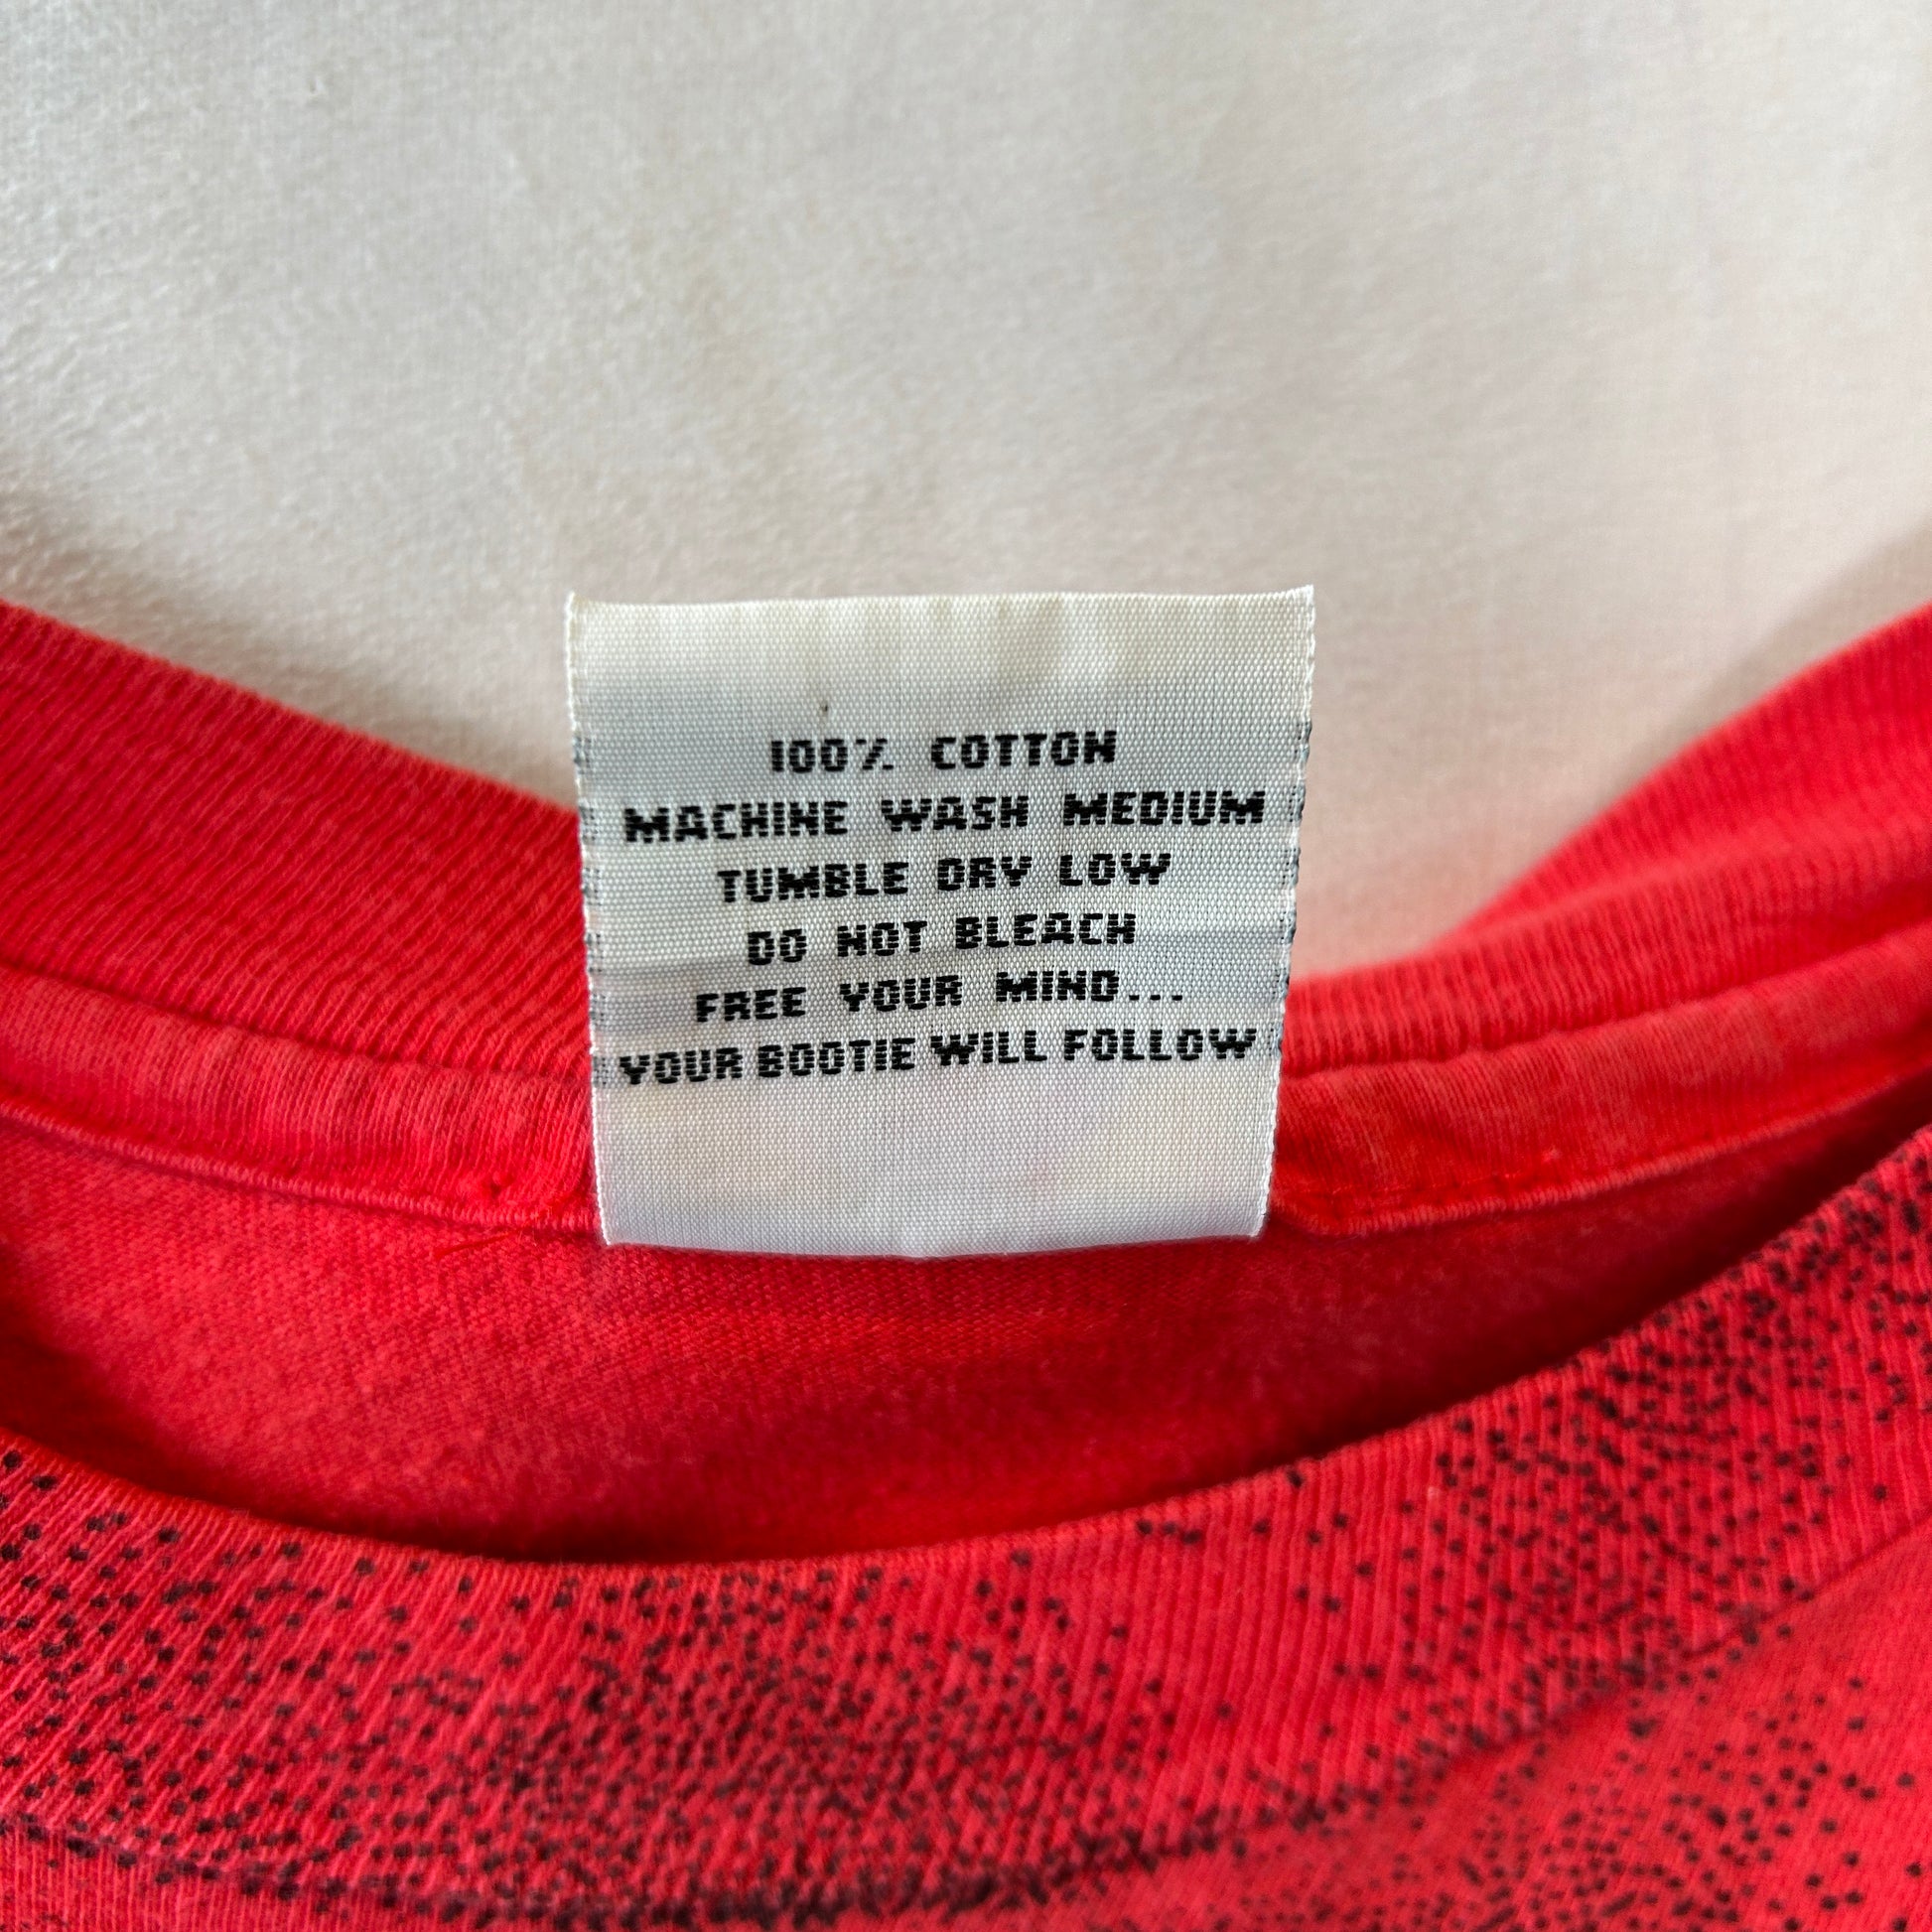 100% COTTON
MACHINE WASH MEDIUM
TUMBLE DRY LOW
DO NOT BLEACH
FREE YOUR MIND...
YOUR BOOTIE WILL FOLLOW